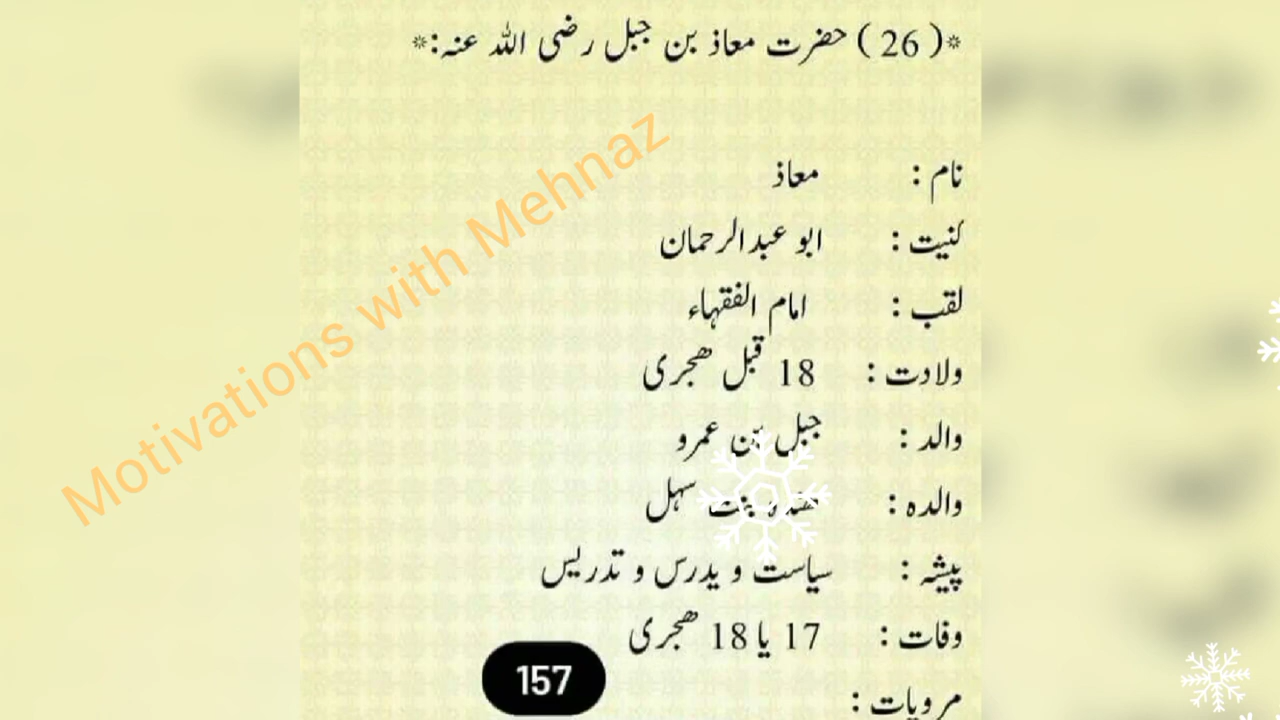 *( 26 ) حضرت معاذ بن جبل رضی اللہ عنہ:*
نام : معاذ
کنیت : ابو عبدالرحمان
لقب : امام الفقہاء
ولادت : 18 قبل ھجری
والد : جبل بن عمرو
والدہ : بنت سہل
پیشہ : سیاست و یدرس و تدریس
وفات : 17 یا 18 ھجری
مرویات : 157
Motivations with Mehnaz